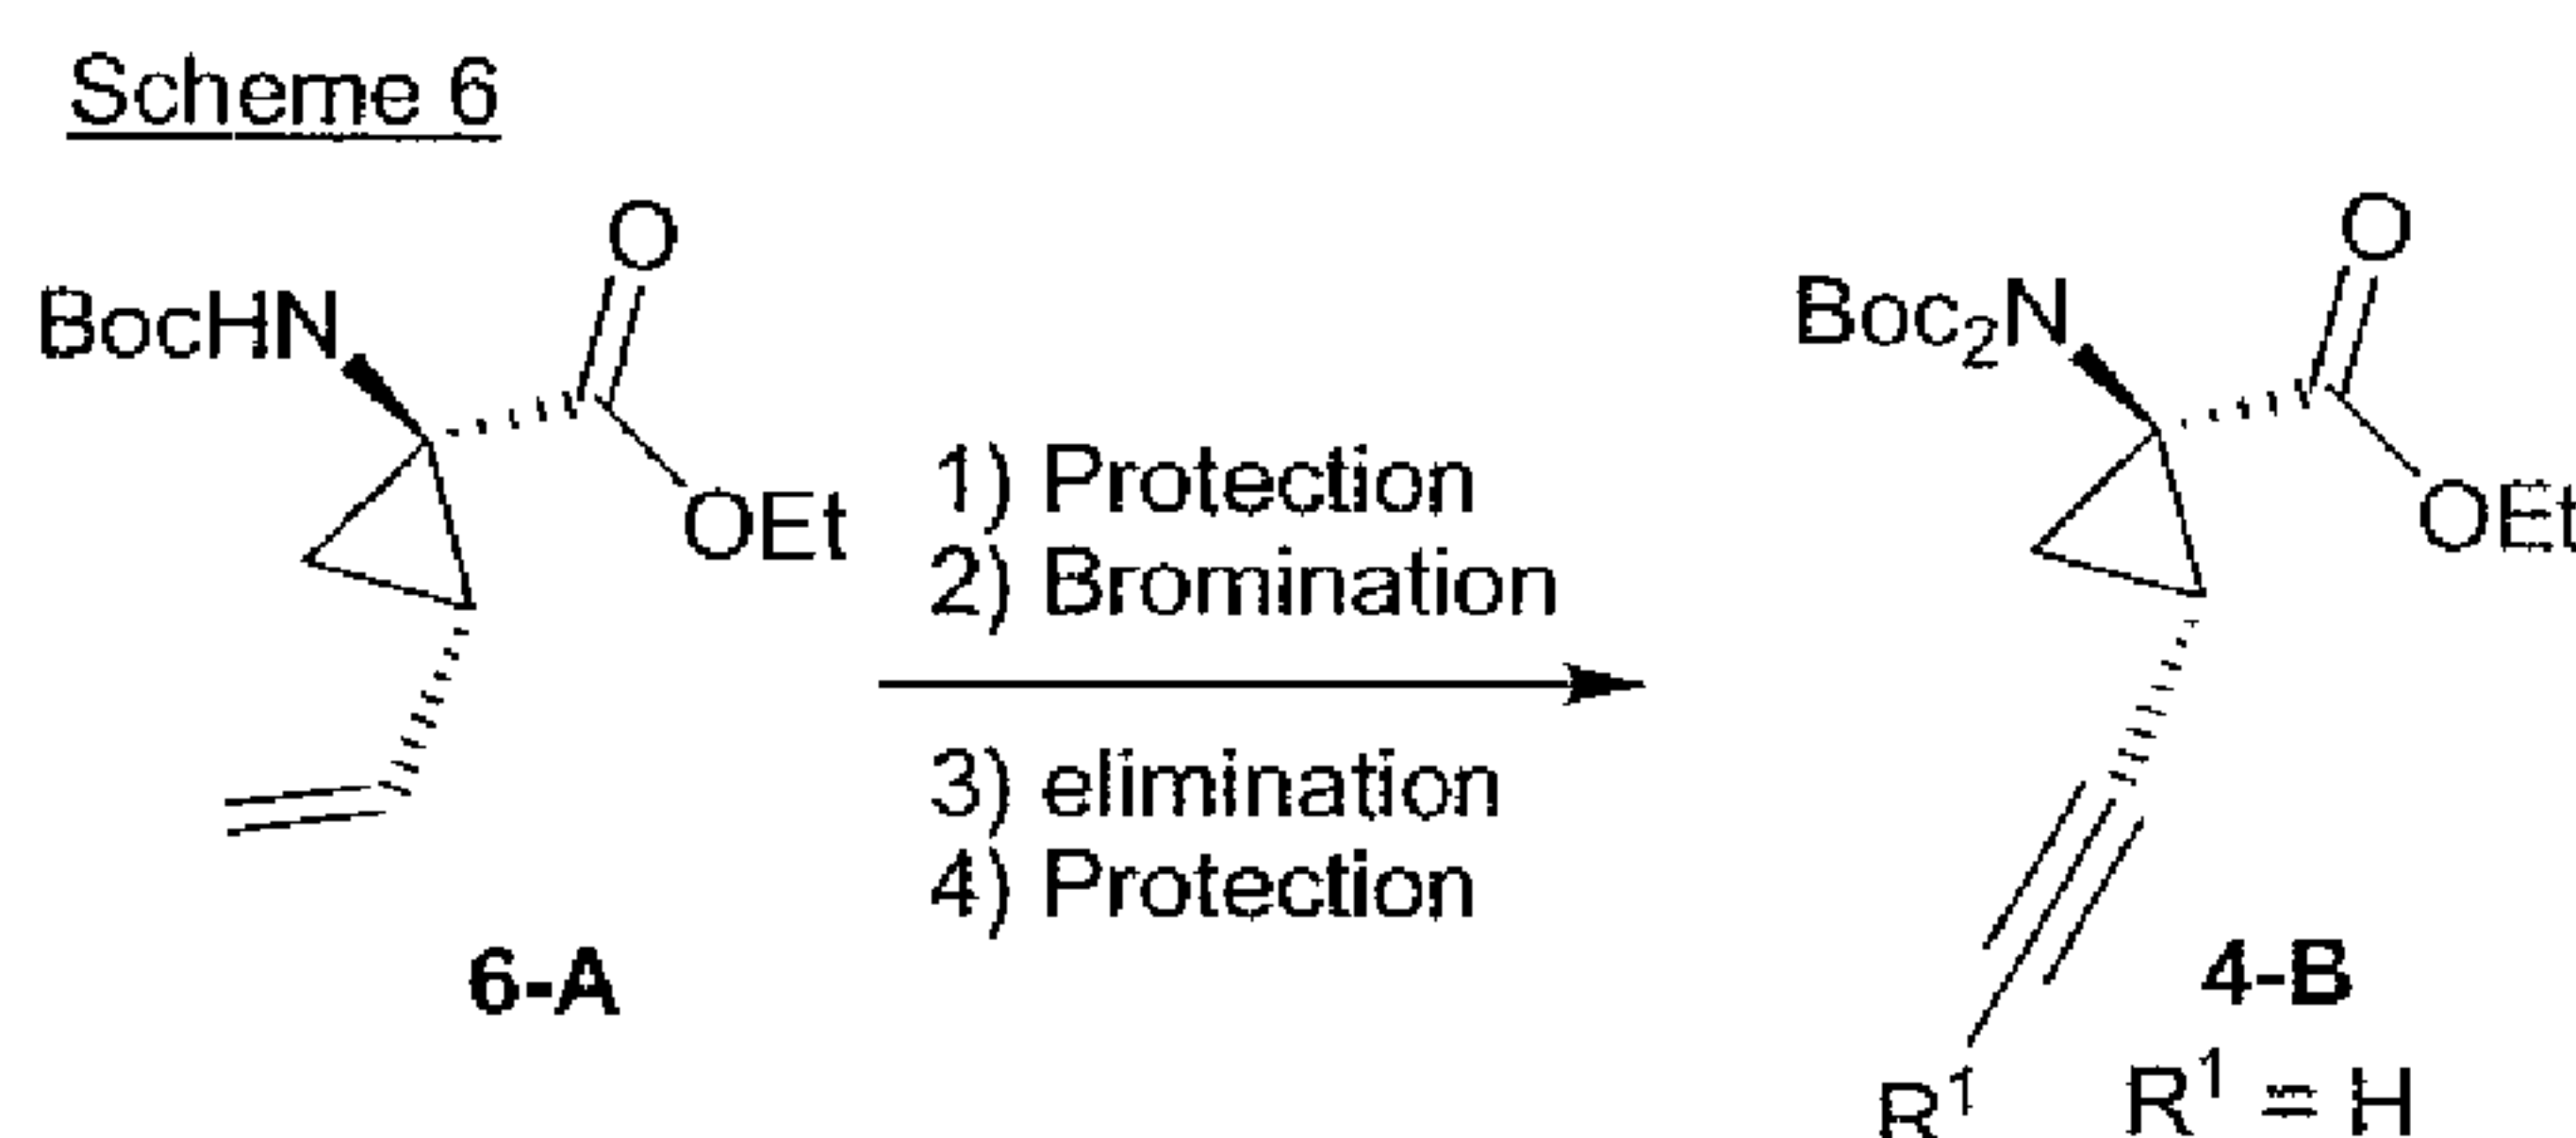 Scheme 6
O
BocHN
OEt
6-A
1) Protection
2) Bromination
3) elimination
4) Protection
O
Boc₂N
OEt
4-B
R¹
R¹ = H